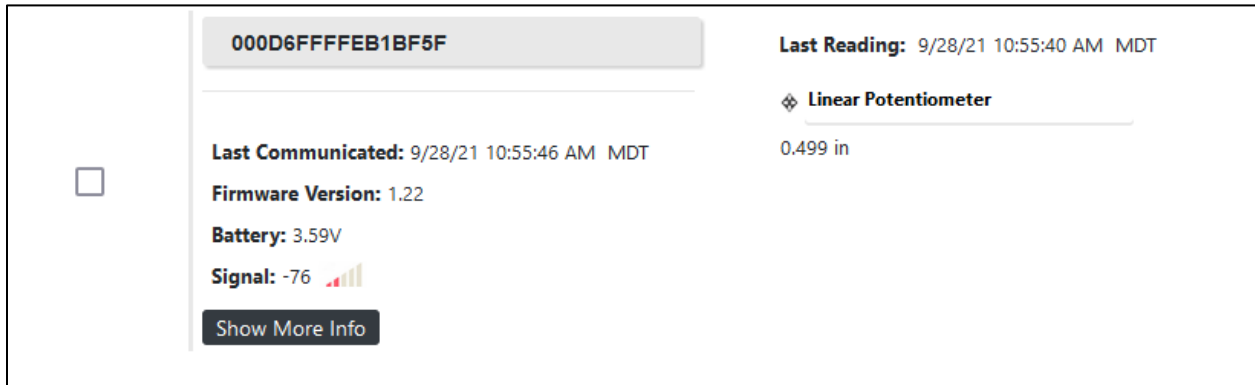 000D6FFFFEB1BF5F
Last Communicated: 9/28/21 10:55:46 AM MDT
Firmware Version: 1.22
Battery: 3.59V
Signal: -76
Show More Info
Last Reading: 9/28/21 10:55:40 AM MDT
Linear Potentiometer
0.499 in